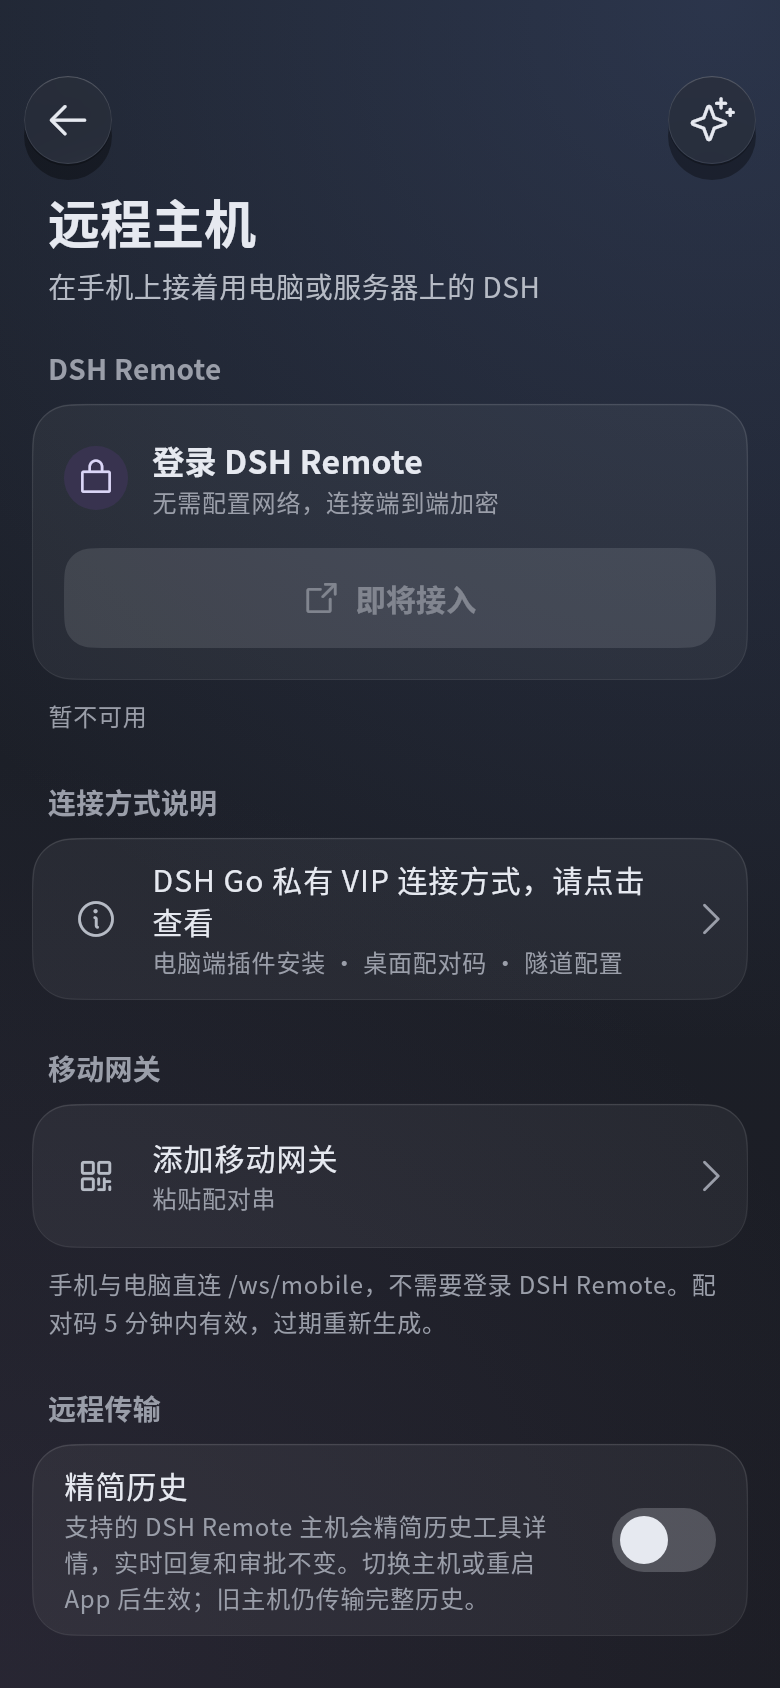 远程主机
在手机上接着用电脑或服务器上的 DSH
DSH Remote
登录 DSH Remote
无需配置网络，连接端到端加密
即将接入
暂不可用
连接方式说明
DSH Go 私有 VIP 连接方式，请点击
查看
电脑端插件安装 · 桌面配对码 · 隧道配置
移动网关
添加移动网关
粘贴配对串
手机与电脑直连 /ws/mobile，不需要登录 DSH Remote。配
对码 5 分钟内有效，过期重新生成。
远程传输
精简历史
支持的 DSH Remote 主机会精简历史工具详
情，实时回复和审批不变。切换主机或重启
App 后生效；旧主机仍传输完整历史。